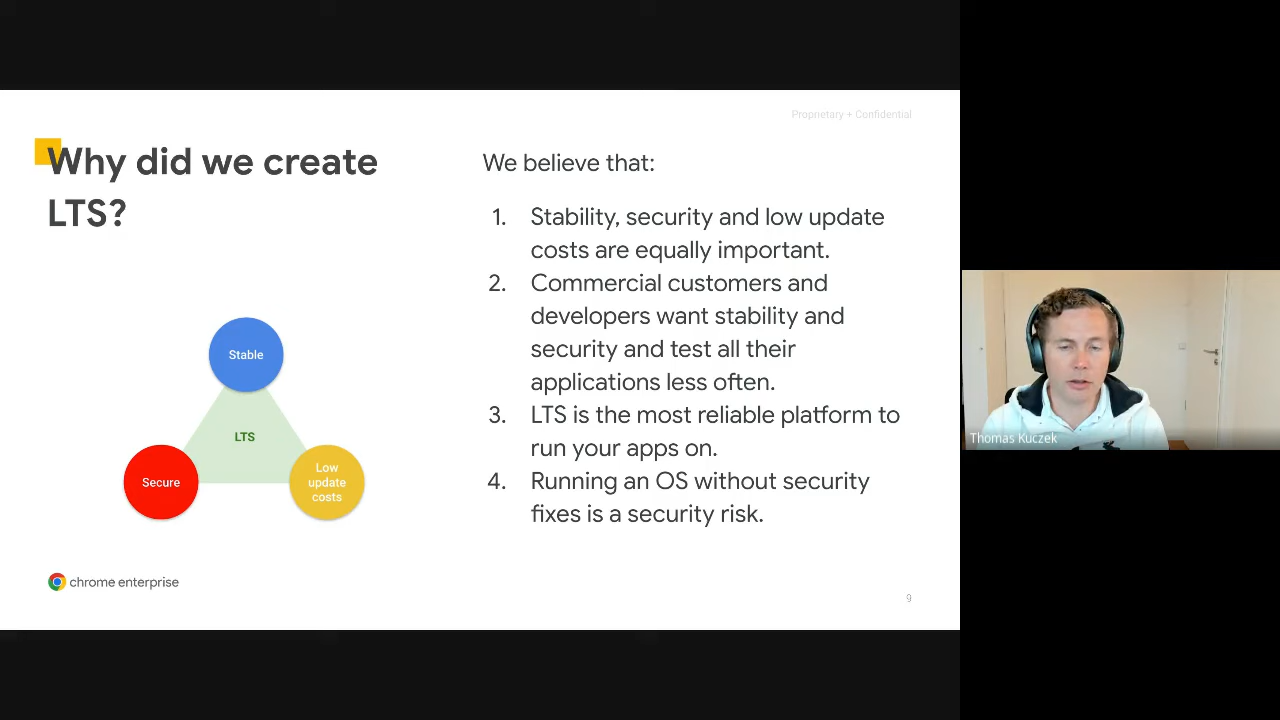 Proprietary + Confidential
Why did we create
LTS?
We believe that:
1. Stability, security and low update
costs are equally important.
2. Commercial customers and
developers want stability and
security and test all their
applications less often.
3. LTS is the most reliable platform to
run your apps on.
4. Running an OS without security
fixes is a security risk.
Stable
LTS
Secure
Low
update
costs
chrome enterprise
9
Thomas Kuczek